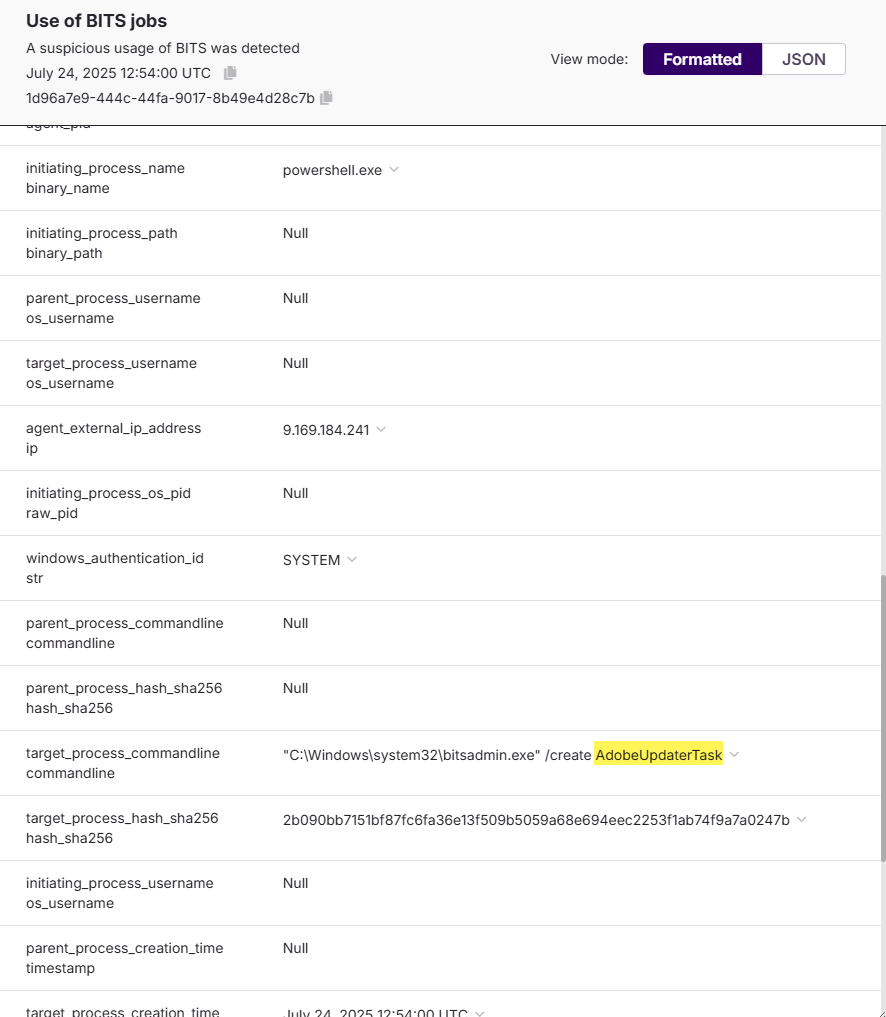 Use of BITS jobs
A suspicious usage of BITS was detected
July 24, 2025 12:54:00 UTC
1d96a7e9-444c-44fa-9017-8b49e4d28c7b
View mode: Formatted JSON
agent_pid
initiating_process_name powershell.exe
binary_name
initiating_process_path Null
binary_path
parent_process_username Null
os_username
target_process_username Null
os_username
agent_external_ip_address 9.169.184.241
ip
initiating_process_os_pid Null
raw_pid
windows_authentication_id SYSTEM
str
parent_process_commandline Null
commandline
parent_process_hash_sha256 Null
hash_sha256
target_process_commandline "C:\Windows\system32\bitsadmin.exe" /create AdobeUpdaterTask
commandline
target_process_hash_sha256 2b090bb7151bf87fc6fa36e13f509b5059a68e694eec2253f1ab74f9a7a0247b
hash_sha256
initiating_process_username Null
os_username
parent_process_creation_time Null
timestamp
target_process_creation_time July 24, 2025 12:54:00 UTC